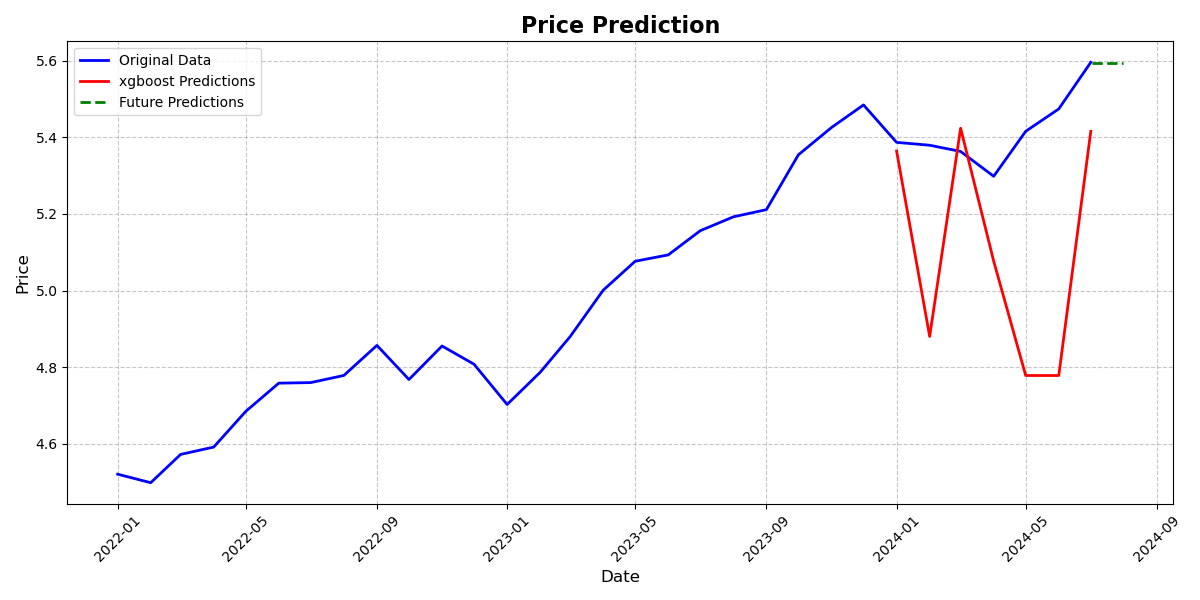 Price Prediction
Original Data
xgboost Predictions
Future Predictions
5.6
5.4
5.2
5.0
4.8
4.6
Price
2022-01
2022-05
2022-09
2023-01
2023-05
2023-09
2024-01
2024-05
2024-09
Date